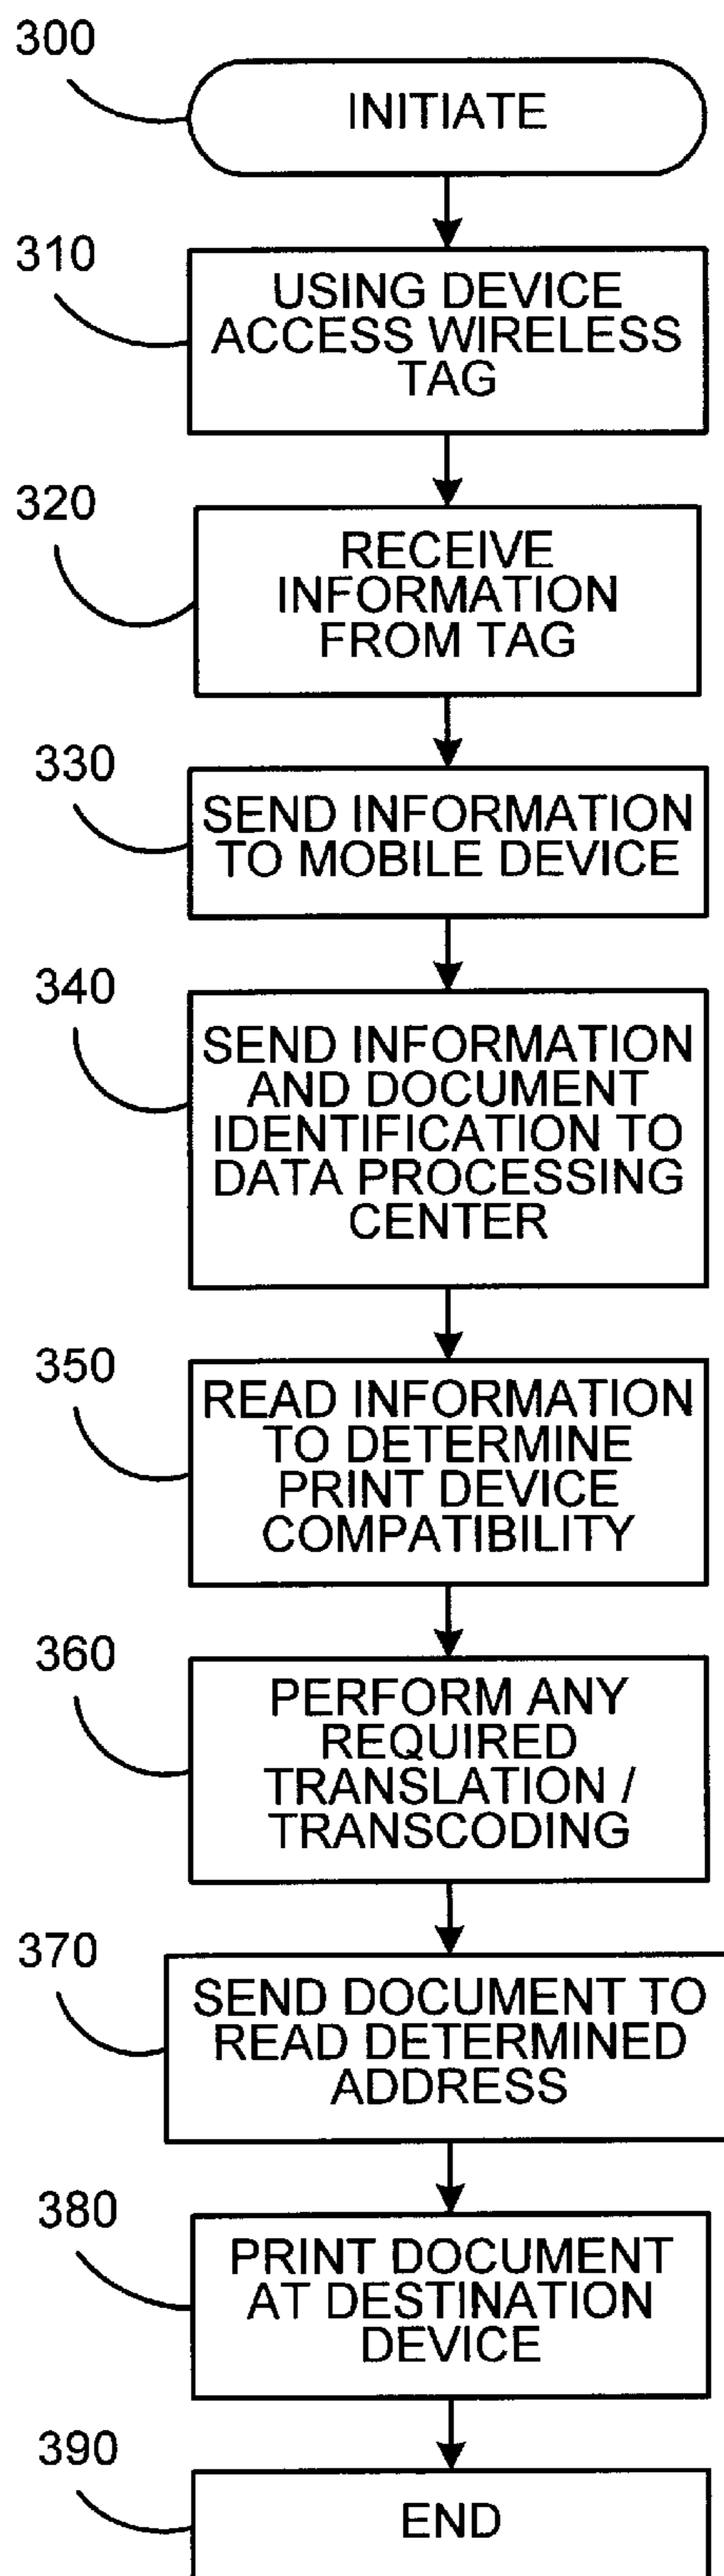 300
INITIATE
310
USING DEVICE
ACCESS WIRELESS
TAG
320
RECEIVE
INFORMATION
FROM TAG
330
SEND INFORMATION
TO MOBILE DEVICE
340
SEND INFORMATION
AND DOCUMENT
IDENTIFICATION TO
DATA PROCESSING
CENTER
350
READ INFORMATION
TO DETERMINE
PRINT DEVICE
COMPATIBILITY
360
PERFORM ANY
REQUIRED
TRANSLATION /
TRANSCODING
370
SEND DOCUMENT TO
READ DETERMINED
ADDRESS
380
PRINT DOCUMENT
AT DESTINATION
DEVICE
390
END